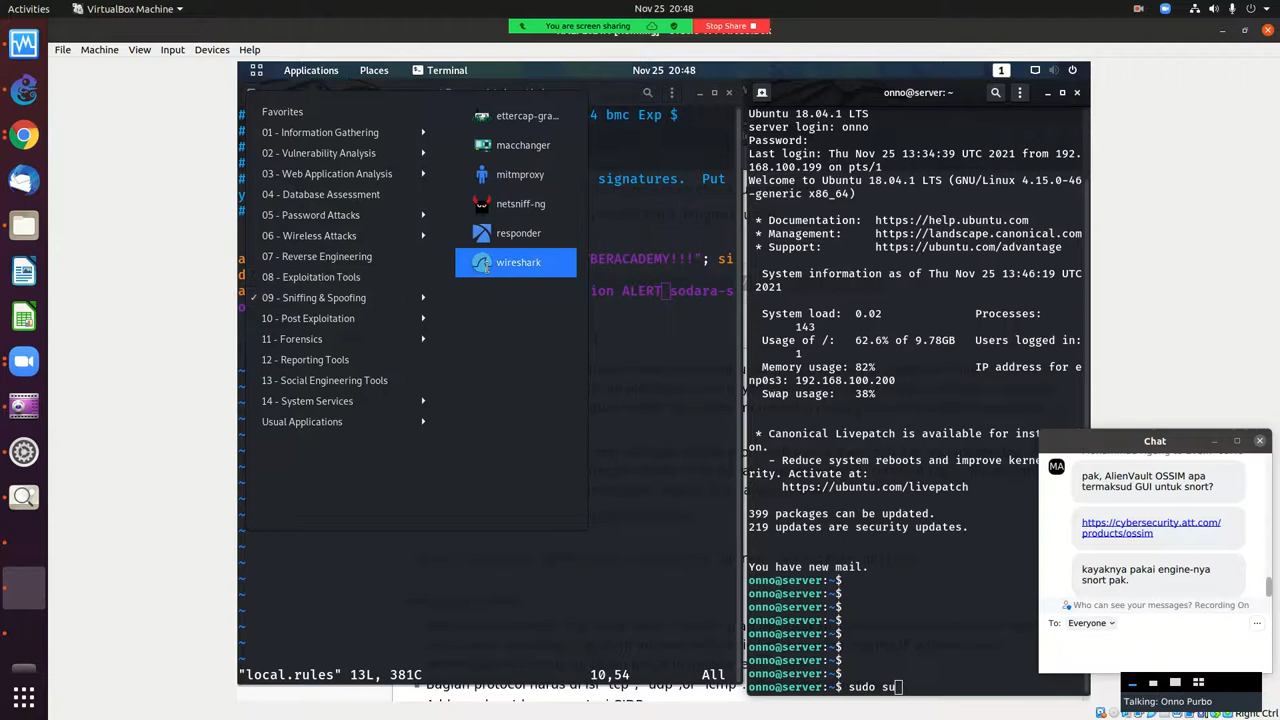 Activities
VirtualBox Machine
Nov 25 20:48
You are screen sharing
Stop Share
File Machine View Input Devices Help
Applications Places Terminal
Nov 25 20:48
1
Favorites
01 - Information Gathering
02 - Vulnerability Analysis
03 - Web Application Analysis
04 - Database Assessment
05 - Password Attacks
06 - Wireless Attacks
07 - Reverse Engineering
08 - Exploitation Tools
09 - Sniffing & Spoofing
10 - Post Exploitation
11 - Forensics
12 - Reporting Tools
13 - Social Engineering Tools
14 - System Services
Usual Applications
ettercap-gra...
macchanger
mitmproxy
netsniff-ng
responder
wireshark
4 bmc Exp $
signatures. Put
BERACADEMY!!!"; si
ion ALERT sodara-s
~
"local.rules" 13L, 381C 10,54 All
onno@server: ~
Ubuntu 18.04.1 LTS
server login: onno
Password:
Last login: Thu Nov 25 13:34:39 UTC 2021 from 192.
168.100.199 on pts/1
Welcome to Ubuntu 18.04.1 LTS (GNU/Linux 4.15.0-46
-generic x86_64)
* Documentation: https://help.ubuntu.com
* Management: https://landscape.canonical.com
* Support: https://ubuntu.com/advantage
System information as of Thu Nov 25 13:46:19 UTC
2021
System load: 0.02 Processes:
143
Usage of /: 62.6% of 9.78GB Users logged in:
1
Memory usage: 82% IP address for e
np0s3: 192.168.100.200
Swap usage: 38%
* Canonical Livepatch is available for inst
on.
- Reduce system reboots and improve kerne
rity. Activate at:
https://ubuntu.com/livepatch
399 packages can be updated.
219 updates are security updates.
You have new mail.
onno@server:~$
onno@server:~$
onno@server:~$
onno@server:~$
onno@server:~$
onno@server:~$
onno@server:~$
onno@server:~$
onno@server:~$ sudo su
Chat
MA
pak, AlienVault OSSIM apa
termaksud GUI untuk snort?
https://cybersecurity.att.com/
products/ossim
kayaknya pakai engine-nya
snort pak.
Who can see your messages? Recording On
To: Everyone
Talking: Onno Purbo
Right Ctrl